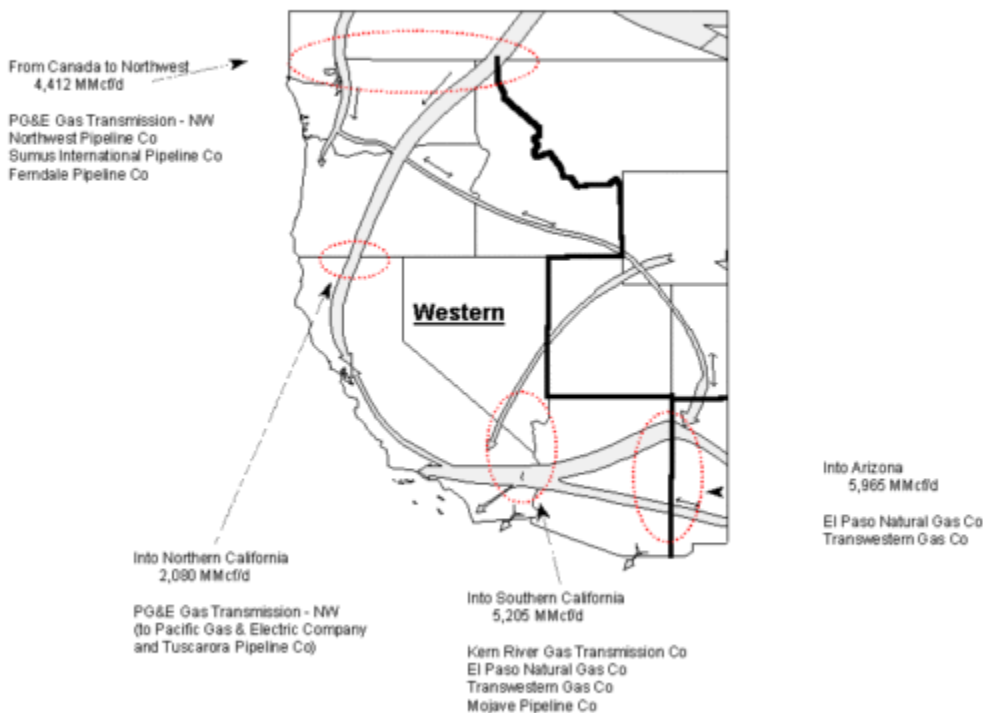 From Canada to Northwest
4,412 MMcf/d
PG&E Gas Transmission - NW
Northwest Pipeline Co
Sumus International Pipeline Co
Ferndale Pipeline Co
Western
Into Arizona
5,965 MMcf/d
El Paso Natural Gas Co
Transwestern Gas Co
Into Northern California
2,080 MMcf/d
PG&E Gas Transmission - NW
(to Pacific Gas & Electric Company
and Tuscarora Pipeline Co)
Into Southern California
5,205 MMcf/d
Kern River Gas Transmission Co
El Paso Natural Gas Co
Transwestern Gas Co
Mojave Pipeline Co